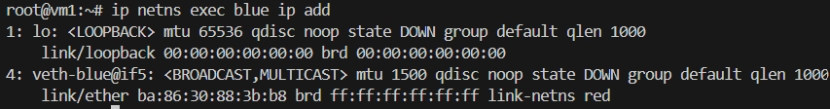 root@vm1:~# ip netns exec blue ip add
1: lo: <LOOPBACK> mtu 65536 qdisc noop state DOWN group default qlen 1000
    link/loopback 00:00:00:00:00:00 brd 00:00:00:00:00:00
4: veth-blue@if5: <BROADCAST,MULTICAST> mtu 1500 qdisc noop state DOWN group default qlen 1000
    link/ether ba:86:30:88:3b:b8 brd ff:ff:ff:ff:ff:ff link-netns red